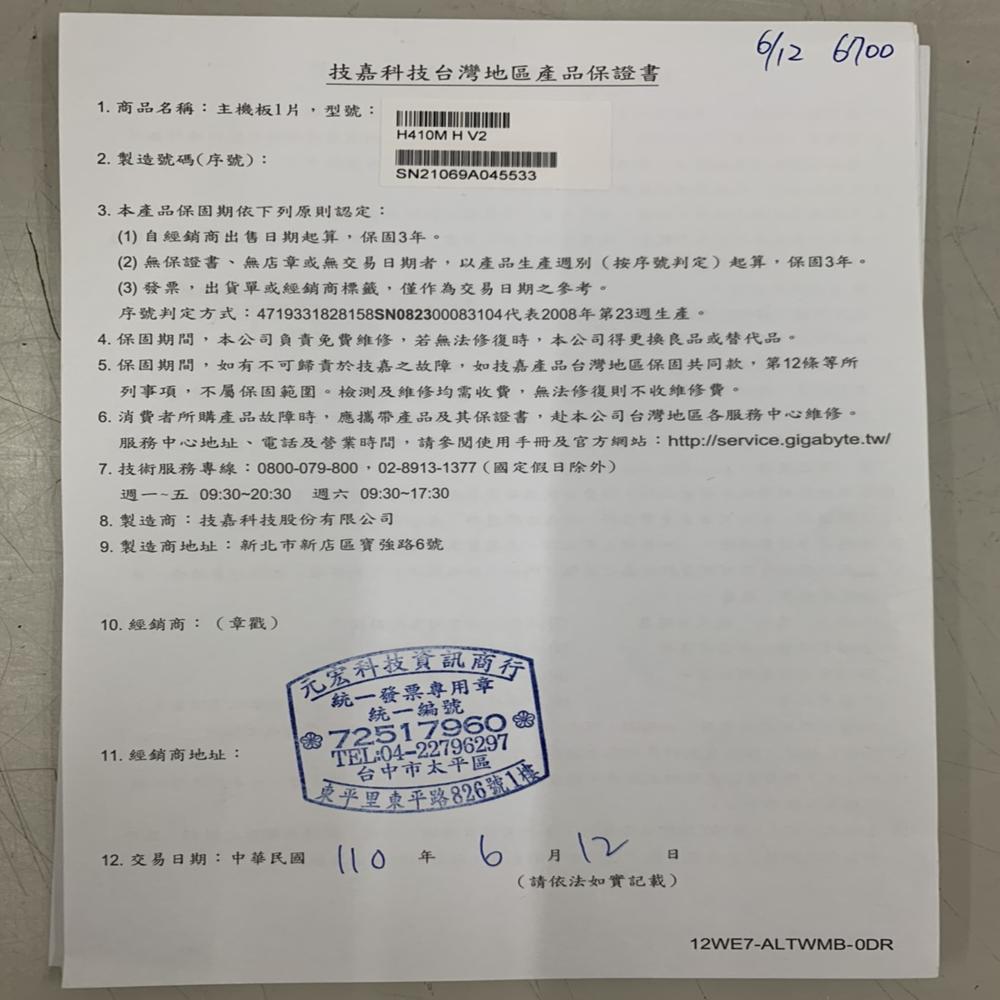 6/12 6700
技嘉科技台灣地區產品保證書
1. 商品名稱：主機板1片，型號：
H410M H V2
2. 製造號碼(序號)：
SN21069A045533
3. 本產品保固期依下列原則認定：
(1) 自經銷商出售日期起算，保固3年。
(2) 無保證書、無店章或無交易日期者，以產品生產週別（按序號判定）起算，保固3年。
(3) 發票，出貨單或經銷商標籤，僅作為交易日期之參考。
序號判定方式：4719331828158SN082300083104代表2008年第23週生產。
4. 保固期間，本公司負責免費維修，若無法修復時，本公司得更換良品或替代品。
5. 保固期間，如有不可歸責於技嘉之故障，如技嘉產品台灣地區保固共同款，第12條等所
列事項，不屬保固範圍。檢測及維修均需收費，無法修復則不收維修費。
6. 消費者所購產品故障時，應攜帶產品及其保證書，赴本公司台灣地區各服務中心維修。
服務中心地址、電話及營業時間，請參閱使用手冊及官方網站：http://service.gigabyte.tw/
7. 技術服務專線：0800-079-800，02-8913-1377（國定假日除外）
週一~五 09:30~20:30 週六 09:30~17:30
8. 製造商：技嘉科技股份有限公司
9. 製造商地址：新北市新店區寶強路6號
10. 經銷商：（章戳）
元宏科技資訊商行
統一發票專用章
統一編號
72517960
TEL:04-22796297
台中市太平區
東平里東平路826號1樓
11. 經銷商地址：
12. 交易日期：中華民國 110 年 6 月 12 日
（請依法如實記載）
12WE7-ALTWMB-0DR